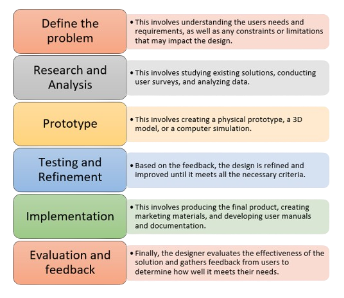 Define the
problem
• This involves understanding the users needs and
requirements, as well as any constraints or limitations
that may impact the design.
Research and
Analysis
• This involves studying existing solutions, conducting
user surveys, and analyzing data.
Prototype
• This involves creating a physical prototype, a 3D
model, or a computer simulation.
Testing and
Refinement
• Based on the feedback, the design is refined and
improved until it meets all the necessary criteria.
Implementation
• This involves producing the final product, creating
marketing materials, and developing user manuals
and documentation.
Evaluation and
feedback
• Finally, the designer evaluates the effectiveness of the
solution and gathers feedback from users to
determine how well it meets their needs.